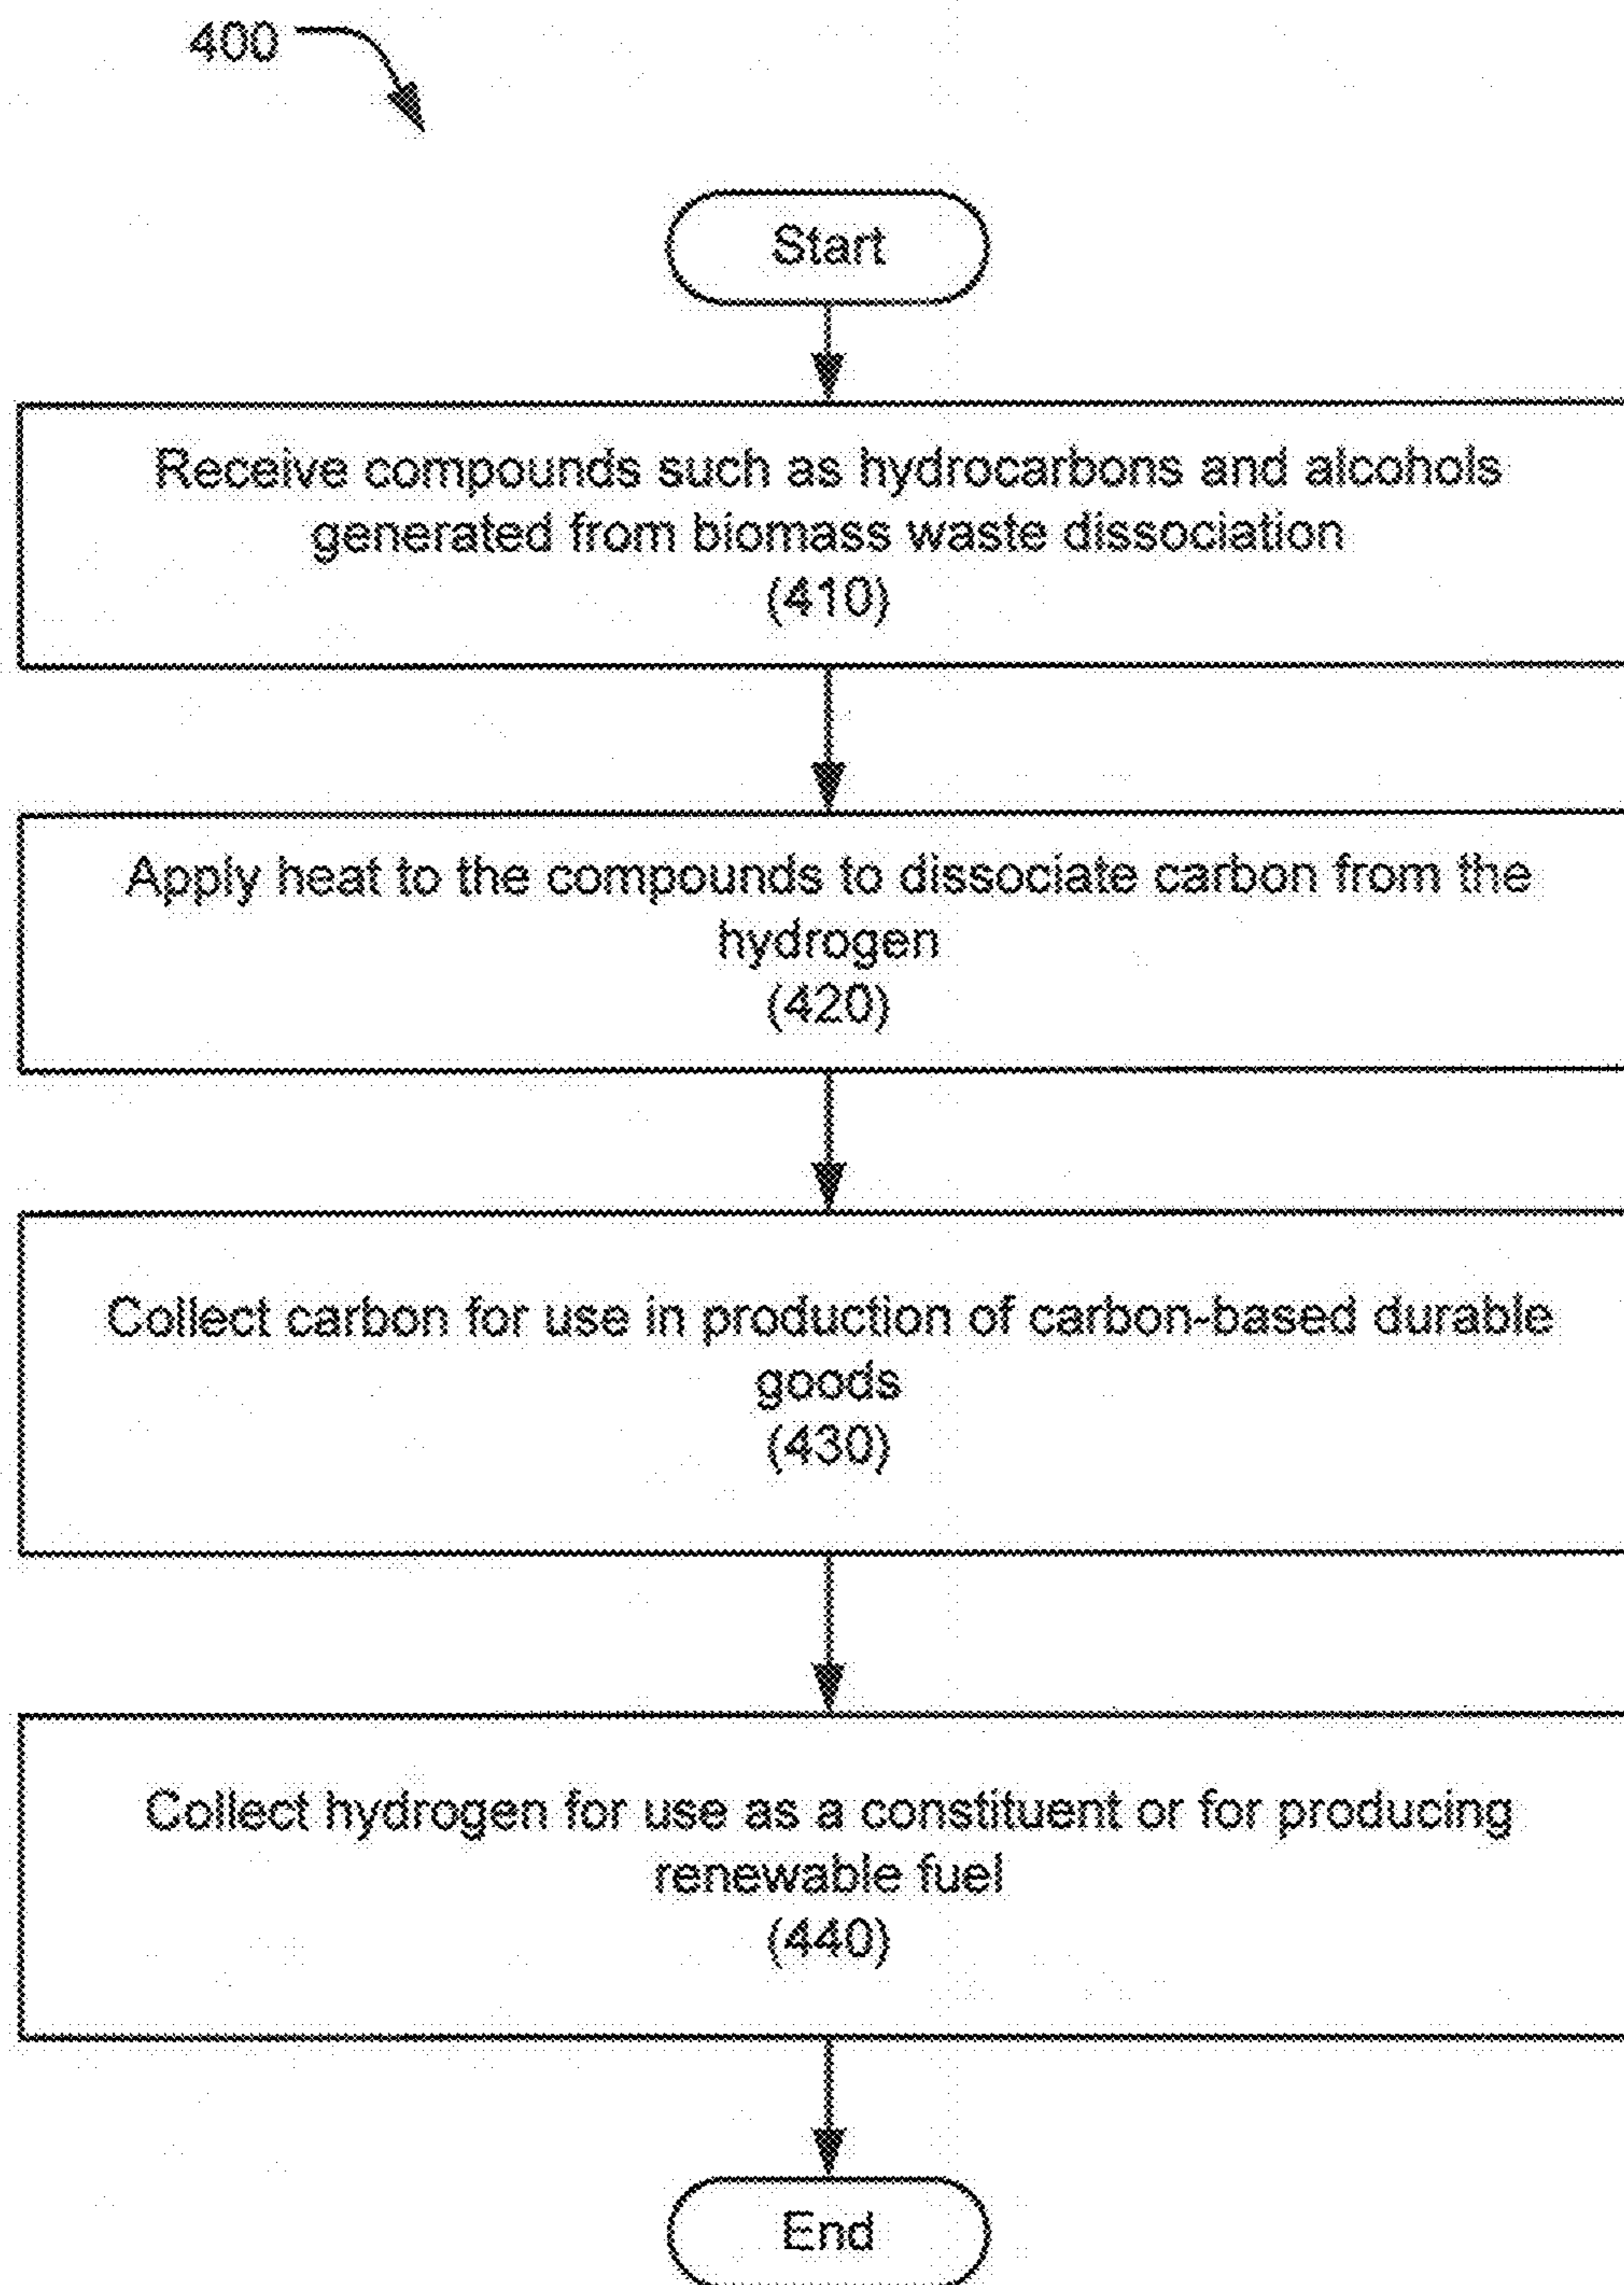 400
Start
Receive compounds such as hydrocarbons and alcohols
generated from biomass waste dissociation
(410)
Apply heat to the compounds to dissociate carbon from the
hydrogen
(420)
Collect carbon for use in production of carbon-based durable
goods
(430)
Collect hydrogen for use as a constituent or for producing
renewable fuel
(440)
End